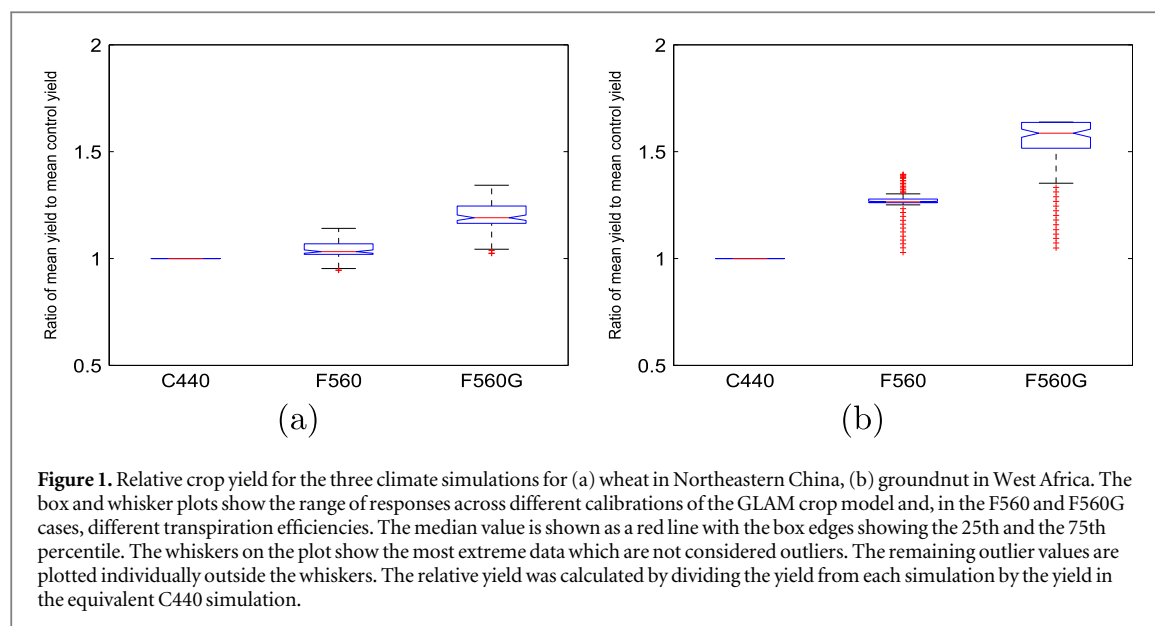 Ratio of mean yield to mean control yield
2
1.5
1
0.5
C440
F560
F560G
(a)
Ratio of mean yield to mean control yield
2
1.5
1
0.5
C440
F560
F560G
(b)
Figure 1. Relative crop yield for the three climate simulations for (a) wheat in Northeastern China, (b) groundnut in West Africa. The
box and whisker plots show the range of responses across different calibrations of the GLAM crop model and, in the F560 and F560G
cases, different transpiration efficiencies. The median value is shown as a red line with the box edges showing the 25th and the 75th
percentile. The whiskers on the plot show the most extreme data which are not considered outliers. The remaining outlier values are
plotted individually outside the whiskers. The relative yield was calculated by dividing the yield from each simulation by the yield in
the equivalent C440 simulation.